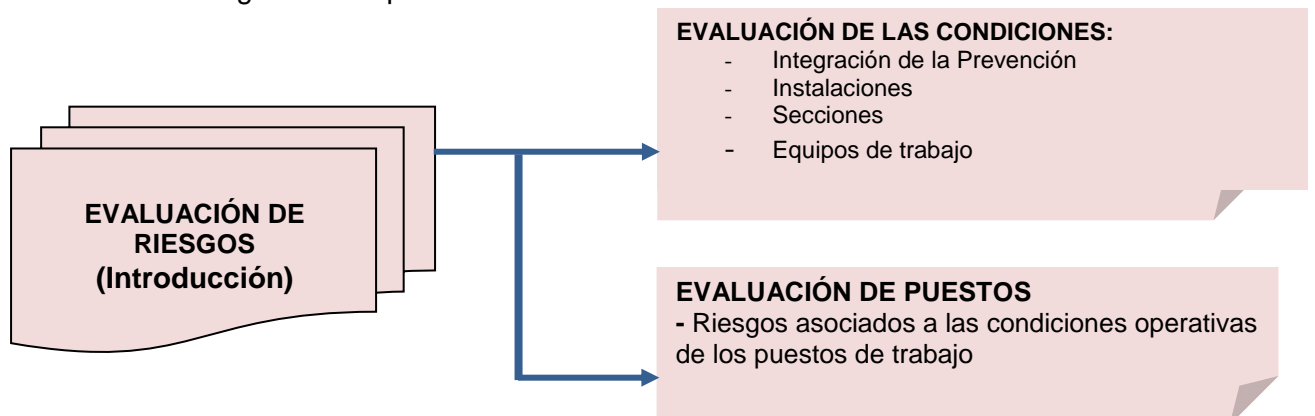 EVALUACIÓN DE LAS CONDICIONES:
- Integración de la Prevención
- Instalaciones
- Secciones
- Equipos de trabajo
EVALUACIÓN DE
RIESGOS
(Introducción)
EVALUACIÓN DE PUESTOS
- Riesgos asociados a las condiciones operativas
de los puestos de trabajo